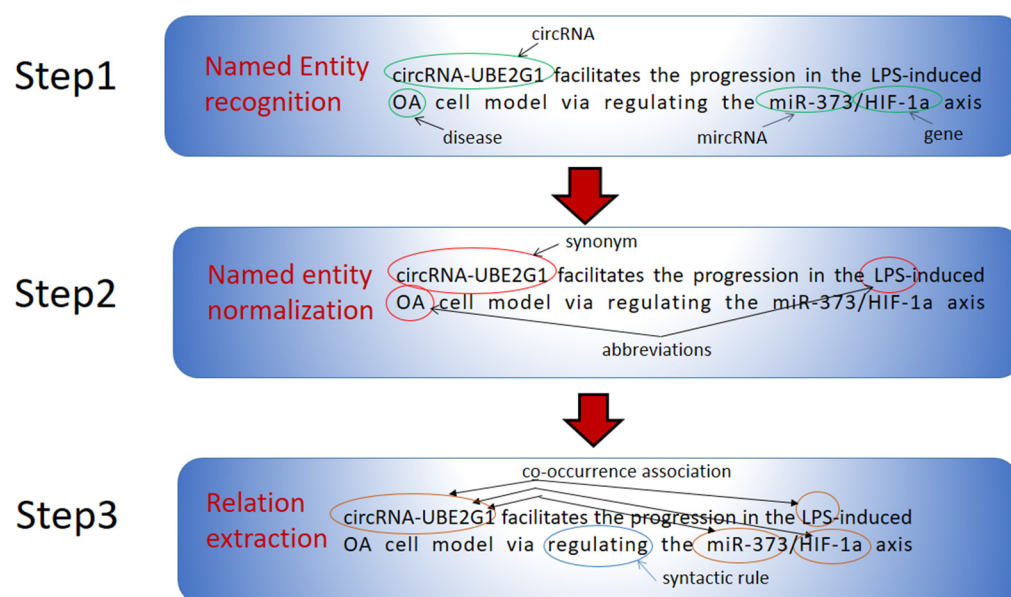 Step1
Named Entity
recognition
circRNA
circRNA-UBE2G1 facilitates the progression in the LPS-induced
OA cell model via regulating the miR-373/HIF-1a axis
disease
mircRNA
gene
Step2
Named entity
normalization
synonym
circRNA-UBE2G1 facilitates the progression in the LPS-induced
OA cell model via regulating the miR-373/HIF-1a axis
abbreviations
Step3
Relation
extraction
co-occurrence association
circRNA-UBE2G1 facilitates the progression in the LPS-induced
OA cell model via regulating the miR-373/HIF-1a axis
syntactic rule